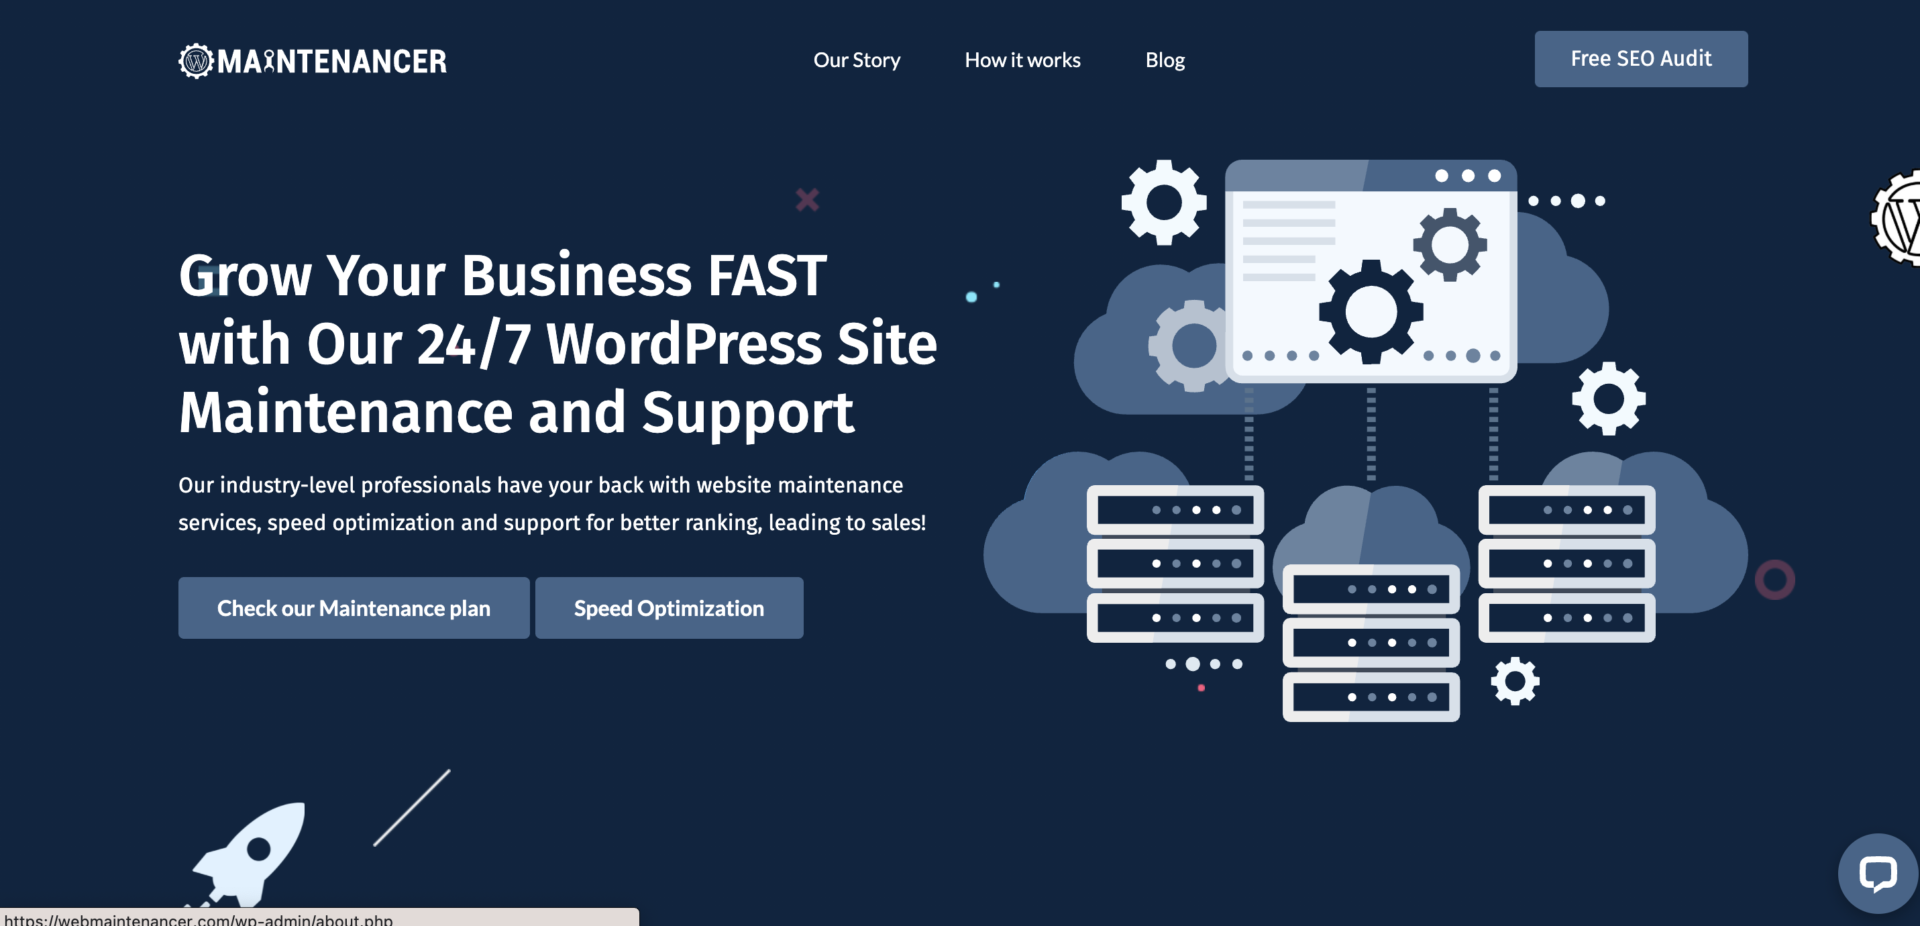 MAINTENANCER
Our Story
How it works
Blog
Free SEO Audit
Grow Your Business FAST
with Our 24/7 WordPress Site
Maintenance and Support
Our industry-level professionals have your back with website maintenance
services, speed optimization and support for better ranking, leading to sales!
Check our Maintenance plan
Speed Optimization
https://webmaintenancer.com/wp-admin/about.php